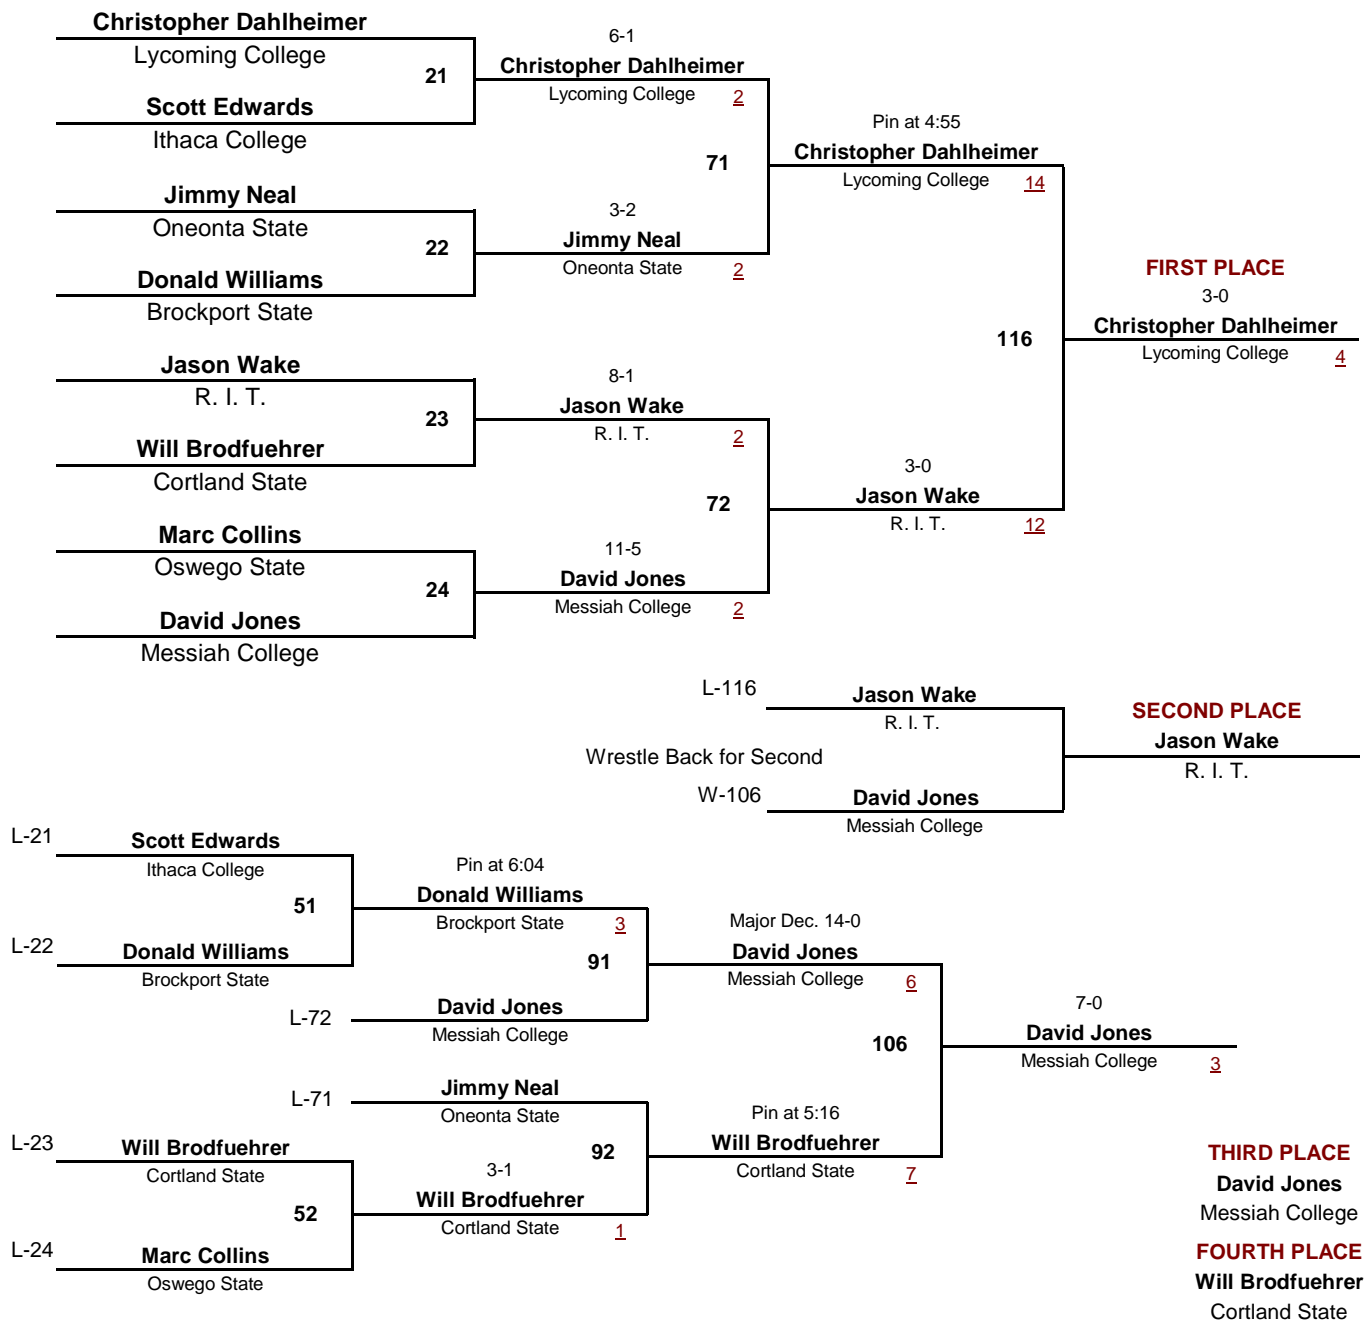 Christopher Dahlheimer
Lycoming College
21
Scott Edwards
Ithaca College
Jimmy Neal
Oneonta State
22
Donald Williams
Brockport State
Jason Wake
R. I. T.
23
Will Brodfuehrer
Cortland State
Marc Collins
Oswego State
24
David Jones
Messiah College
6-1
Christopher Dahlheimer
Lycoming College 2
71
3-2
Jimmy Neal
Oneonta State 2
8-1
Jason Wake
R. I. T. 2
72
11-5
David Jones
Messiah College 2
Pin at 4:55
Christopher Dahlheimer
Lycoming College 14
116
3-0
Jason Wake
R. I. T. 12
FIRST PLACE
3-0
Christopher Dahlheimer
Lycoming College 4
L-116 Jason Wake
R. I. T.
Wrestle Back for Second
W-106 David Jones
Messiah College
SECOND PLACE
Jason Wake
R. I. T.
L-21 Scott Edwards
Ithaca College
51
L-22 Donald Williams
Brockport State
Pin at 6:04
Donald Williams
Brockport State 3
91
L-72 David Jones
Messiah College
L-71 Jimmy Neal
Oneonta State
92
L-23 Will Brodfuehrer
Cortland State
52
L-24 Marc Collins
Oswego State
3-1
Will Brodfuehrer
Cortland State 1
Major Dec. 14-0
David Jones
Messiah College 6
106
Pin at 5:16
Will Brodfuehrer
Cortland State 7
7-0
David Jones
Messiah College 3
THIRD PLACE
David Jones
Messiah College
FOURTH PLACE
Will Brodfuehrer
Cortland State